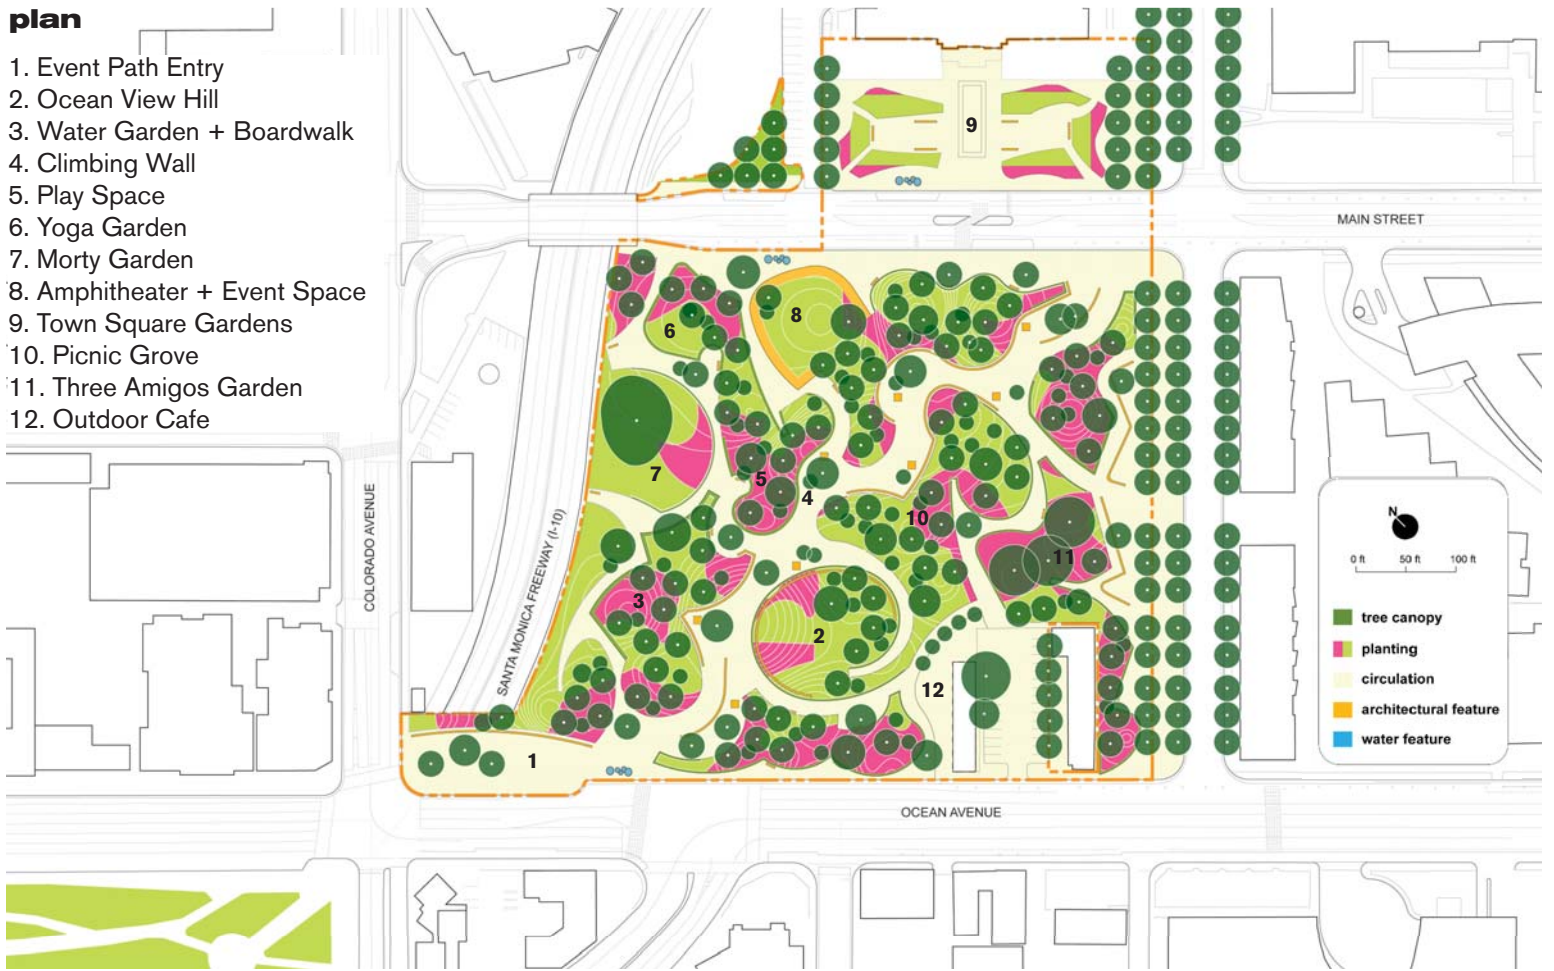 plan
1. Event Path Entry
2. Ocean View Hill
3. Water Garden + Boardwalk
4. Climbing Wall
5. Play Space
6. Yoga Garden
7. Morty Garden
8. Amphitheater + Event Space
9. Town Square Gardens
10. Picnic Grove
11. Three Amigos Garden
12. Outdoor Cafe
9
MAIN STREET
6
8
7
5
4
10
11
3
2
12
1
COLORADO AVENUE
SANTA MONICA FREEWAY (I-10)
OCEAN AVENUE
N
0 ft 50 ft 100 ft
tree canopy
planting
circulation
architectural feature
water feature